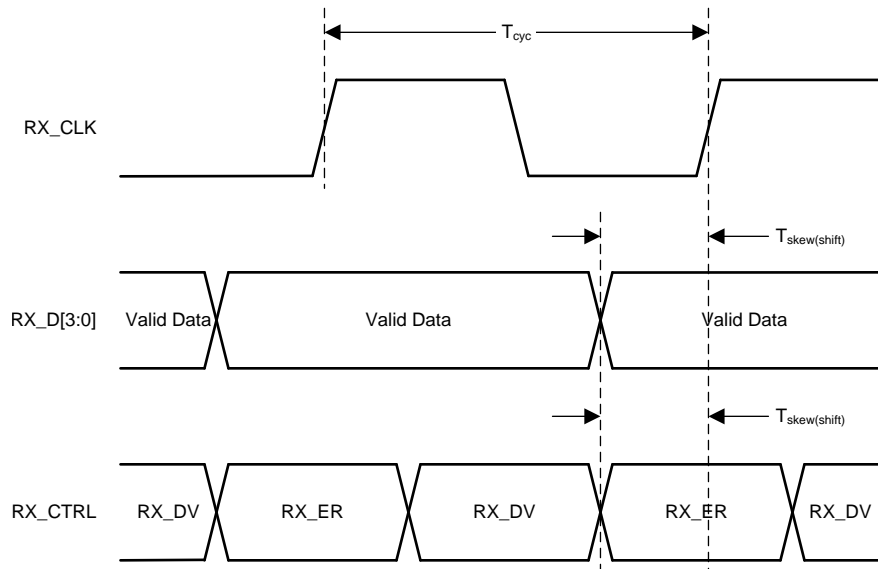 Tcyc
RX_CLK
Tskew(shift)
RX_D[3:0] Valid Data Valid Data Valid Data
Tskew(shift)
RX_CTRL RX_DV RX_ER RX_DV RX_ER RX_DV